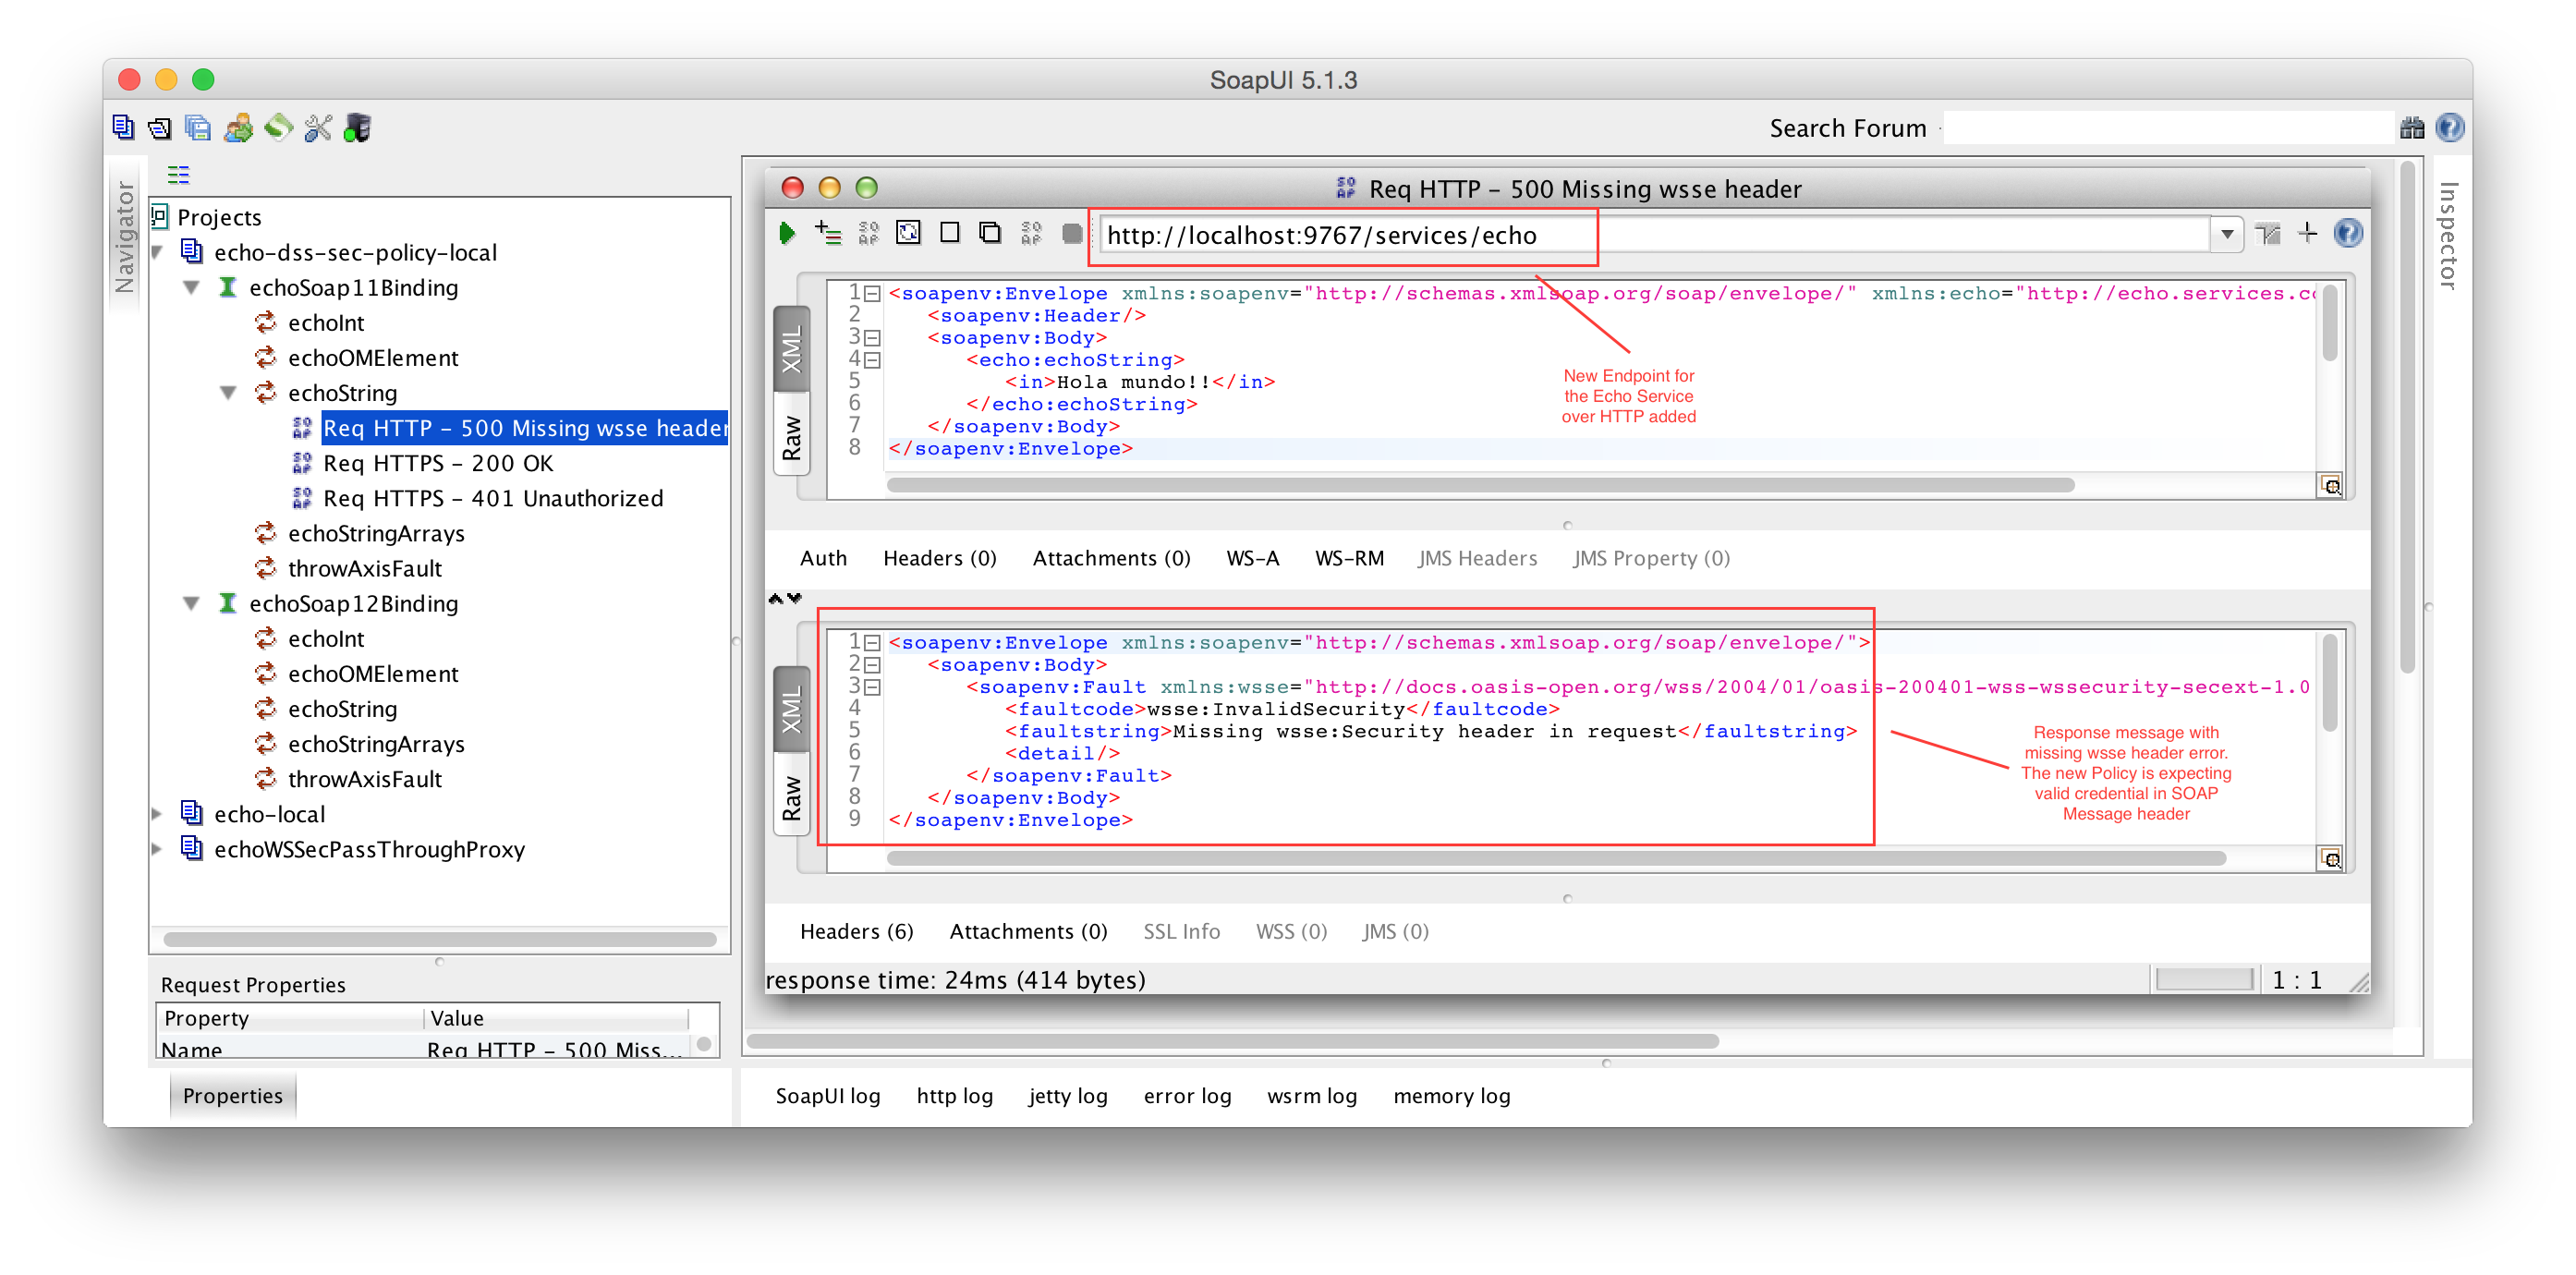 SoapUI 5.1.3
Search Forum
Navigator
Projects
echo-dss-sec-policy-local
echoSoap11Binding
echoInt
echoOMElement
echoString
Req HTTP – 500 Missing wsse header
Req HTTPS – 200 OK
Req HTTPS – 401 Unauthorized
echoStringArrays
throwAxisFault
echoSoap12Binding
echoInt
echoOMElement
echoString
echoStringArrays
throwAxisFault
echo-local
echoWSSecPassThroughProxy
Request Properties
Property Value
Name Req HTTP – 500 Miss...
Properties
Req HTTP – 500 Missing wsse header
http://localhost:9767/services/echo
XML
Raw
1 <soapenv:Envelope xmlns:soapenv="http://schemas.xmlsoap.org/soap/envelope/" xmlns:echo="http://echo.services.co
2 <soapenv:Header/>
3 <soapenv:Body>
4 <echo:echoString>
5 <in>Hola mundo!!</in>
6 </echo:echoString>
7 </soapenv:Body>
8 </soapenv:Envelope>
New Endpoint for
the Echo Service
over HTTP added
Auth Headers (0) Attachments (0) WS-A WS-RM JMS Headers JMS Property (0)
XML
Raw
1 <soapenv:Envelope xmlns:soapenv="http://schemas.xmlsoap.org/soap/envelope/">
2 <soapenv:Body>
3 <soapenv:Fault xmlns:wsse="http://docs.oasis-open.org/wss/2004/01/oasis-200401-wss-wssecurity-secext-1.0
4 <faultcode>wsse:InvalidSecurity</faultcode>
5 <faultstring>Missing wsse:Security header in request</faultstring>
6 <detail/>
7 </soapenv:Fault>
8 </soapenv:Body>
9 </soapenv:Envelope>
Response message with
missing wsse header error.
The new Policy is expecting
valid credential in SOAP
Message header
Headers (6) Attachments (0) SSL Info WSS (0) JMS (0)
response time: 24ms (414 bytes)
1 : 1
Inspector
SoapUI log http log jetty log error log wsrm log memory log